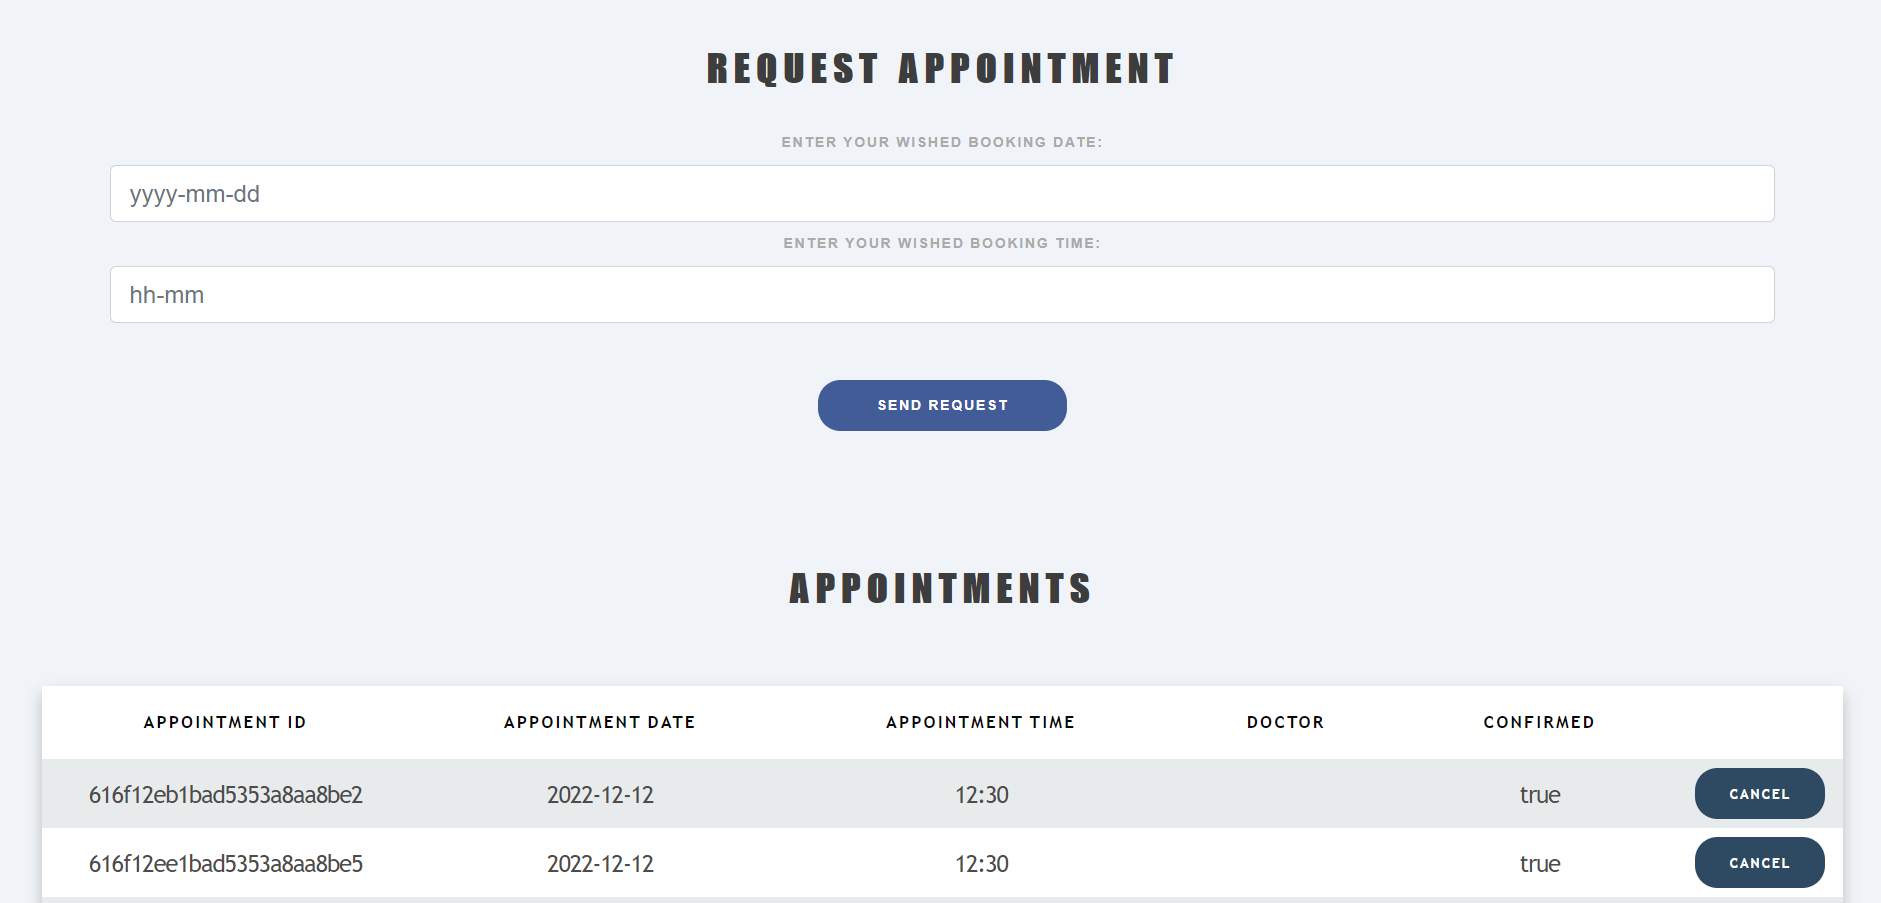 REQUEST APPOINTMENT
ENTER YOUR WISHED BOOKING DATE:
yyyy-mm-dd
ENTER YOUR WISHED BOOKING TIME:
hh-mm
SEND REQUEST
APPOINTMENTS
APPOINTMENT ID APPOINTMENT DATE APPOINTMENT TIME DOCTOR CONFIRMED
616f12eb1bad5353a8aa8be2 2022-12-12 12:30 true CANCEL
616f12ee1bad5353a8aa8be5 2022-12-12 12:30 true CANCEL